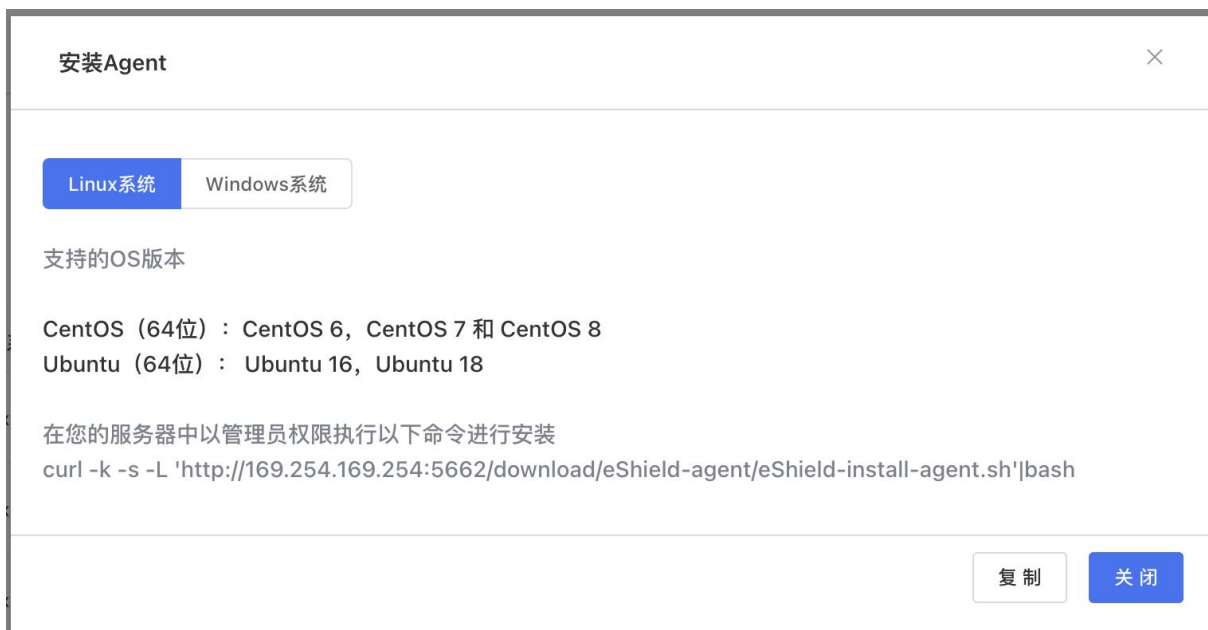 安装Agent
Linux系统 Windows系统
支持的OS版本
CentOS（64位）：CentOS 6，CentOS 7 和 CentOS 8
Ubuntu（64位）： Ubuntu 16，Ubuntu 18
在您的服务器中以管理员权限执行以下命令进行安装
curl -k -s -L 'http://169.254.169.254:5662/download/eShield-agent/eShield-install-agent.sh'|bash
复制 关闭